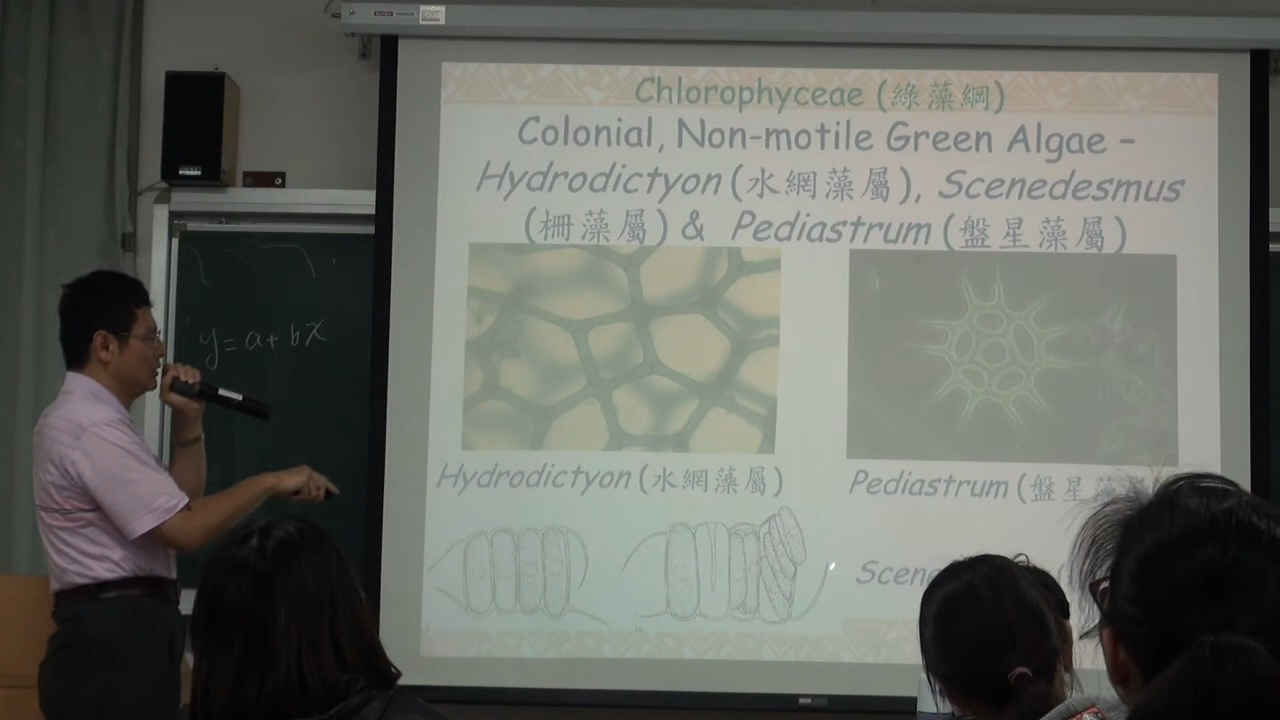 Chlorophyceae (綠藻綱)
Colonial, Non-motile Green Algae –
Hydrodictyon (水網藻屬), Scenedesmus
(柵藻屬) & Pediastrum (盤星藻屬)
y = a + bx
Hydrodictyon (水網藻屬)
Pediastrum (盤星藻